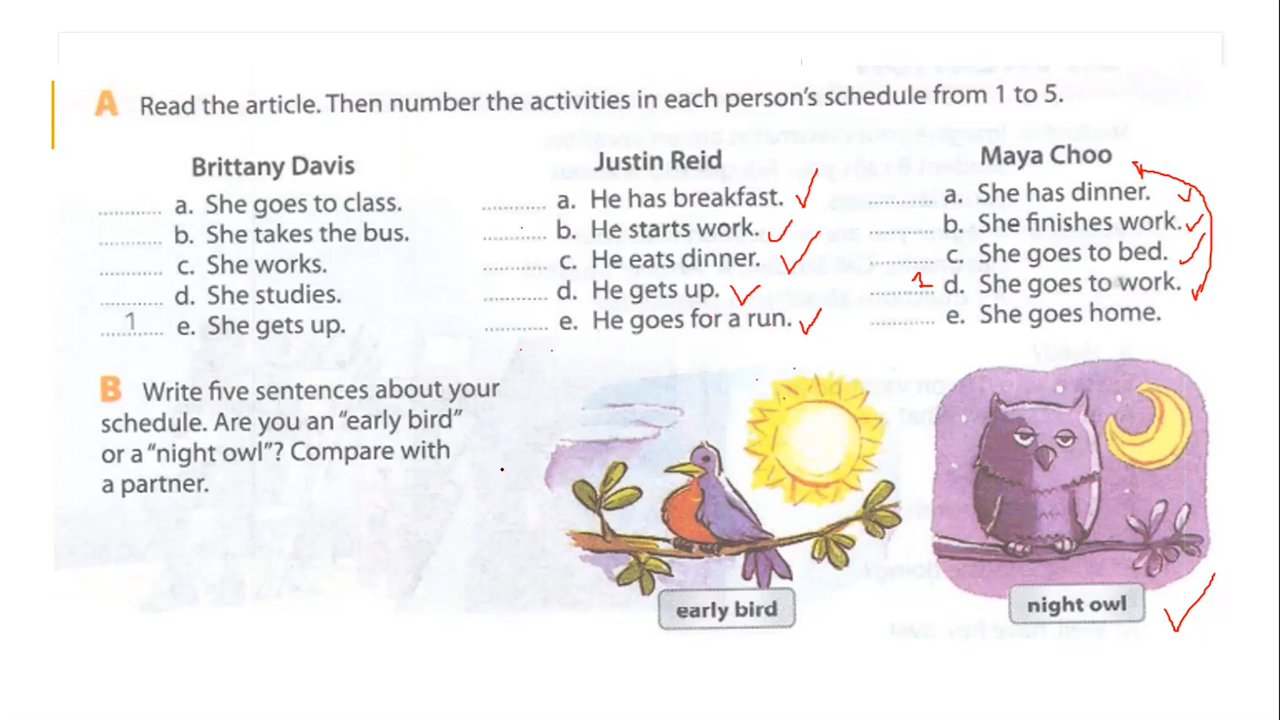 A Read the article. Then number the activities in each person's schedule from 1 to 5.
Brittany Davis
a. She goes to class.
b. She takes the bus.
c. She works.
d. She studies.
1 e. She gets up.
Justin Reid
a. He has breakfast.
b. He starts work.
c. He eats dinner.
d. He gets up.
e. He goes for a run.
Maya Choo
a. She has dinner.
b. She finishes work.
c. She goes to bed.
d. She goes to work.
e. She goes home.
B Write five sentences about your
schedule. Are you an "early bird"
or a "night owl"? Compare with
a partner.
early bird
night owl